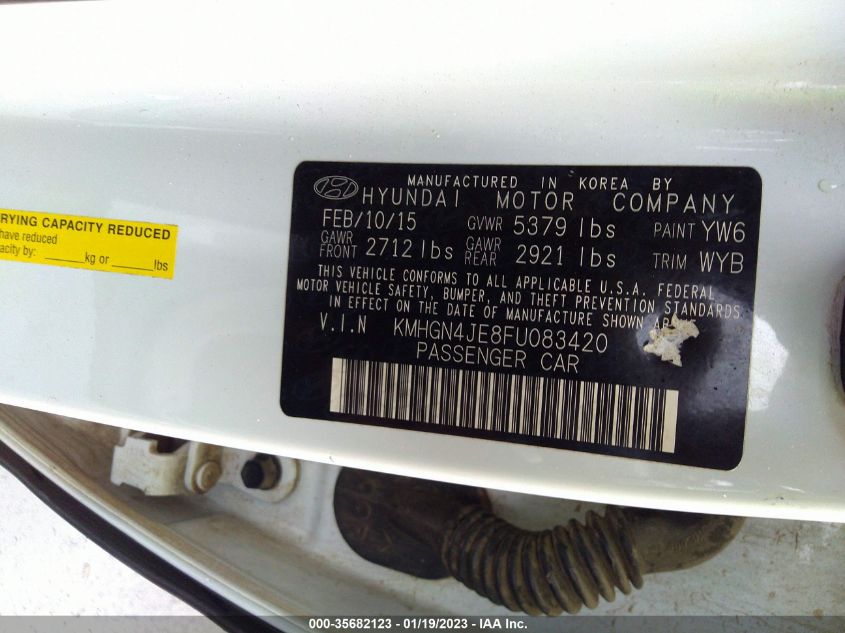 RYING CAPACITY REDUCED
have reduced
acity by: ______kg or ______lbs
MANUFACTURED IN KOREA BY
HYUNDAI MOTOR COMPANY
FEB/10/15 GVWR 5379 lbs PAINT YW6
GAWR FRONT 2712 lbs GAWR REAR 2921 lbs TRIM WYB
THIS VEHICLE CONFORMS TO ALL APPLICABLE U.S.A. FEDERAL
MOTOR VEHICLE SAFETY, BUMPER, AND THEFT PREVENTION STANDARDS
IN EFFECT ON THE DATE OF MANUFACTURE SHOWN AB
V.I.N KMHGN4JE8FU083420
PASSENGER CAR
000-35682123 - 01/19/2023 - IAA Inc.